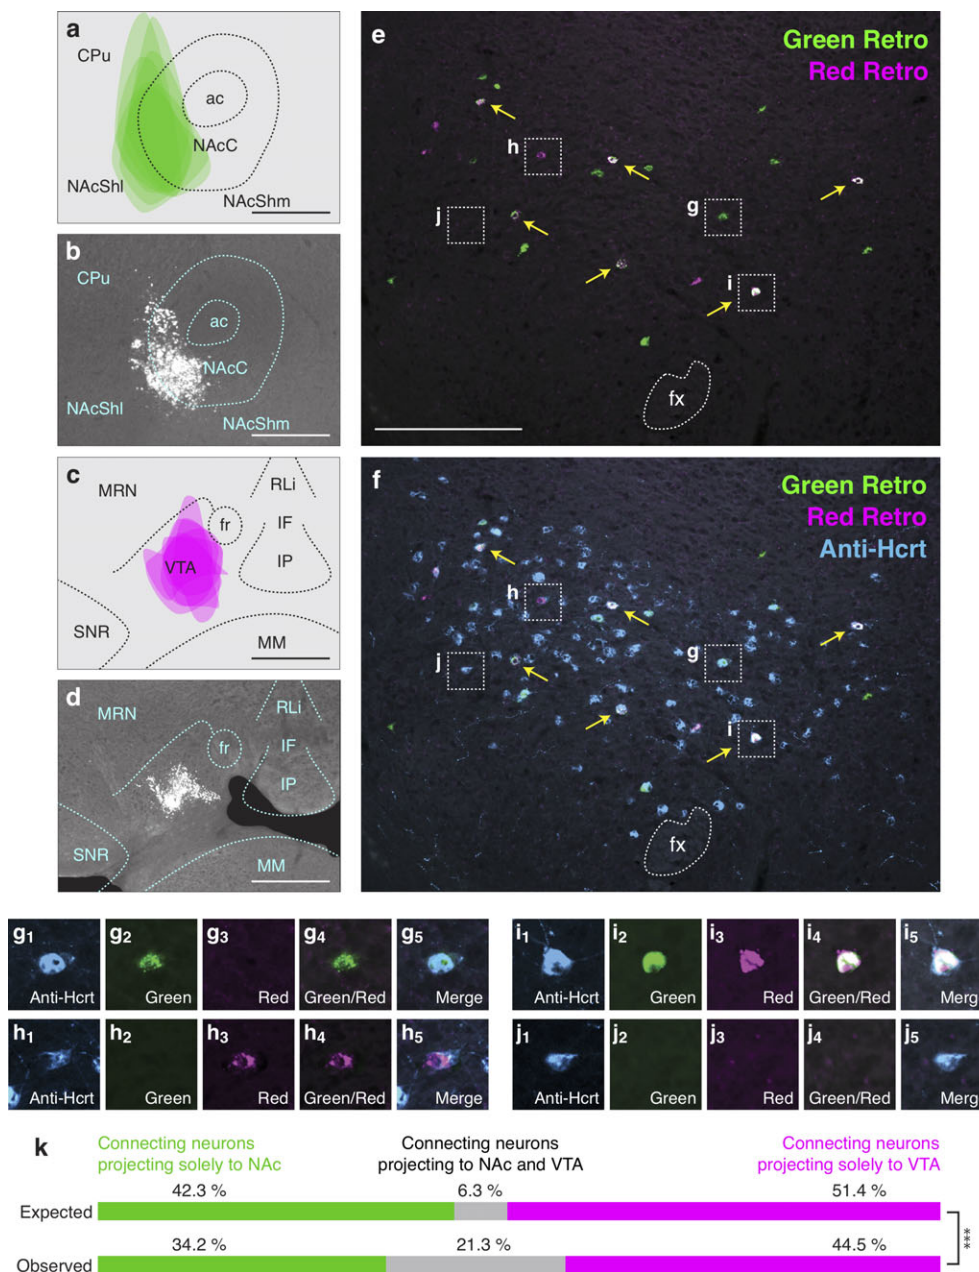 a
CPu
ac
NAcC
NAcShl
NAcShm
b
CPu
ac
NAcC
NAcShl
NAcShm
c
MRN
RLi
fr
IF
VTA
IP
SNR
MM
d
MRN
RLi
fr
IF
IP
SNR
MM
e
Green Retro
Red Retro
h
j
g
i
fx
f
Green Retro
Red Retro
Anti-Hcrt
h
j
g
i
fx
g1 g2 g3 g4 g5
Anti-Hcrt Green Red Green/Red Merge
i1 i2 i3 i4 i5
Anti-Hcrt Green Red Green/Red Merg
h1 h2 h3 h4 h5
Anti-Hcrt Green Red Green/Red Merge
j1 j2 j3 j4 j5
Anti-Hcrt Green Red Green/Red Merg
k
Connecting neurons
projecting solely to NAc
Connecting neurons
projecting to NAc and VTA
Connecting neurons
projecting solely to VTA
42.3 % 6.3 % 51.4 %
Expected
34.2 % 21.3 % 44.5 %
Observed
***